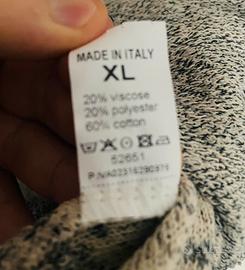 MADE IN ITALY
XL
20% viscose
20% polyester
60% cotton
52651